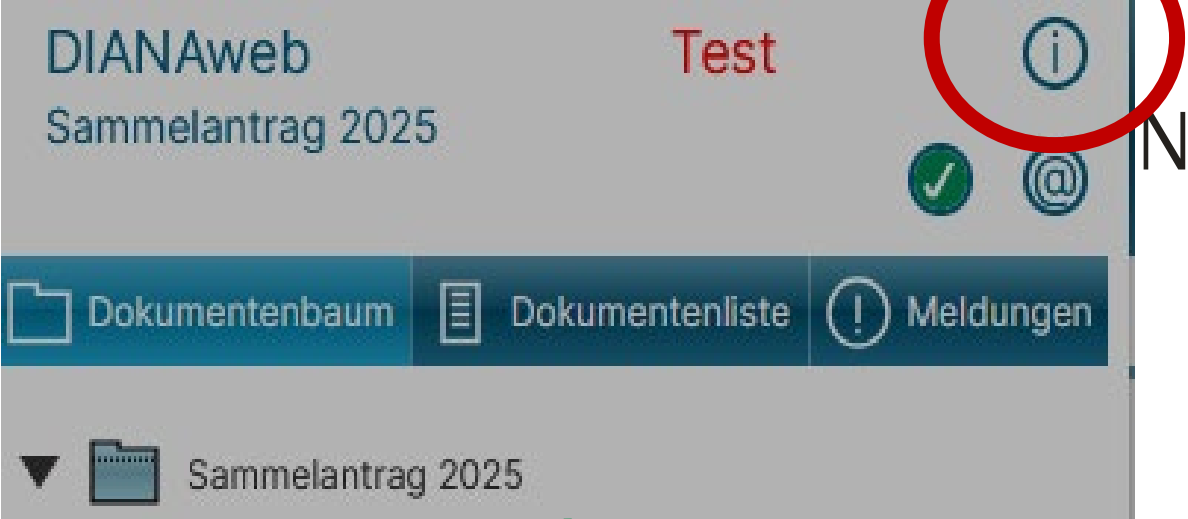 DIANAweb Test
Sammelantrag 2025
N
@
Dokumentenbaum Dokumentenliste Meldungen
Sammelantrag 2025